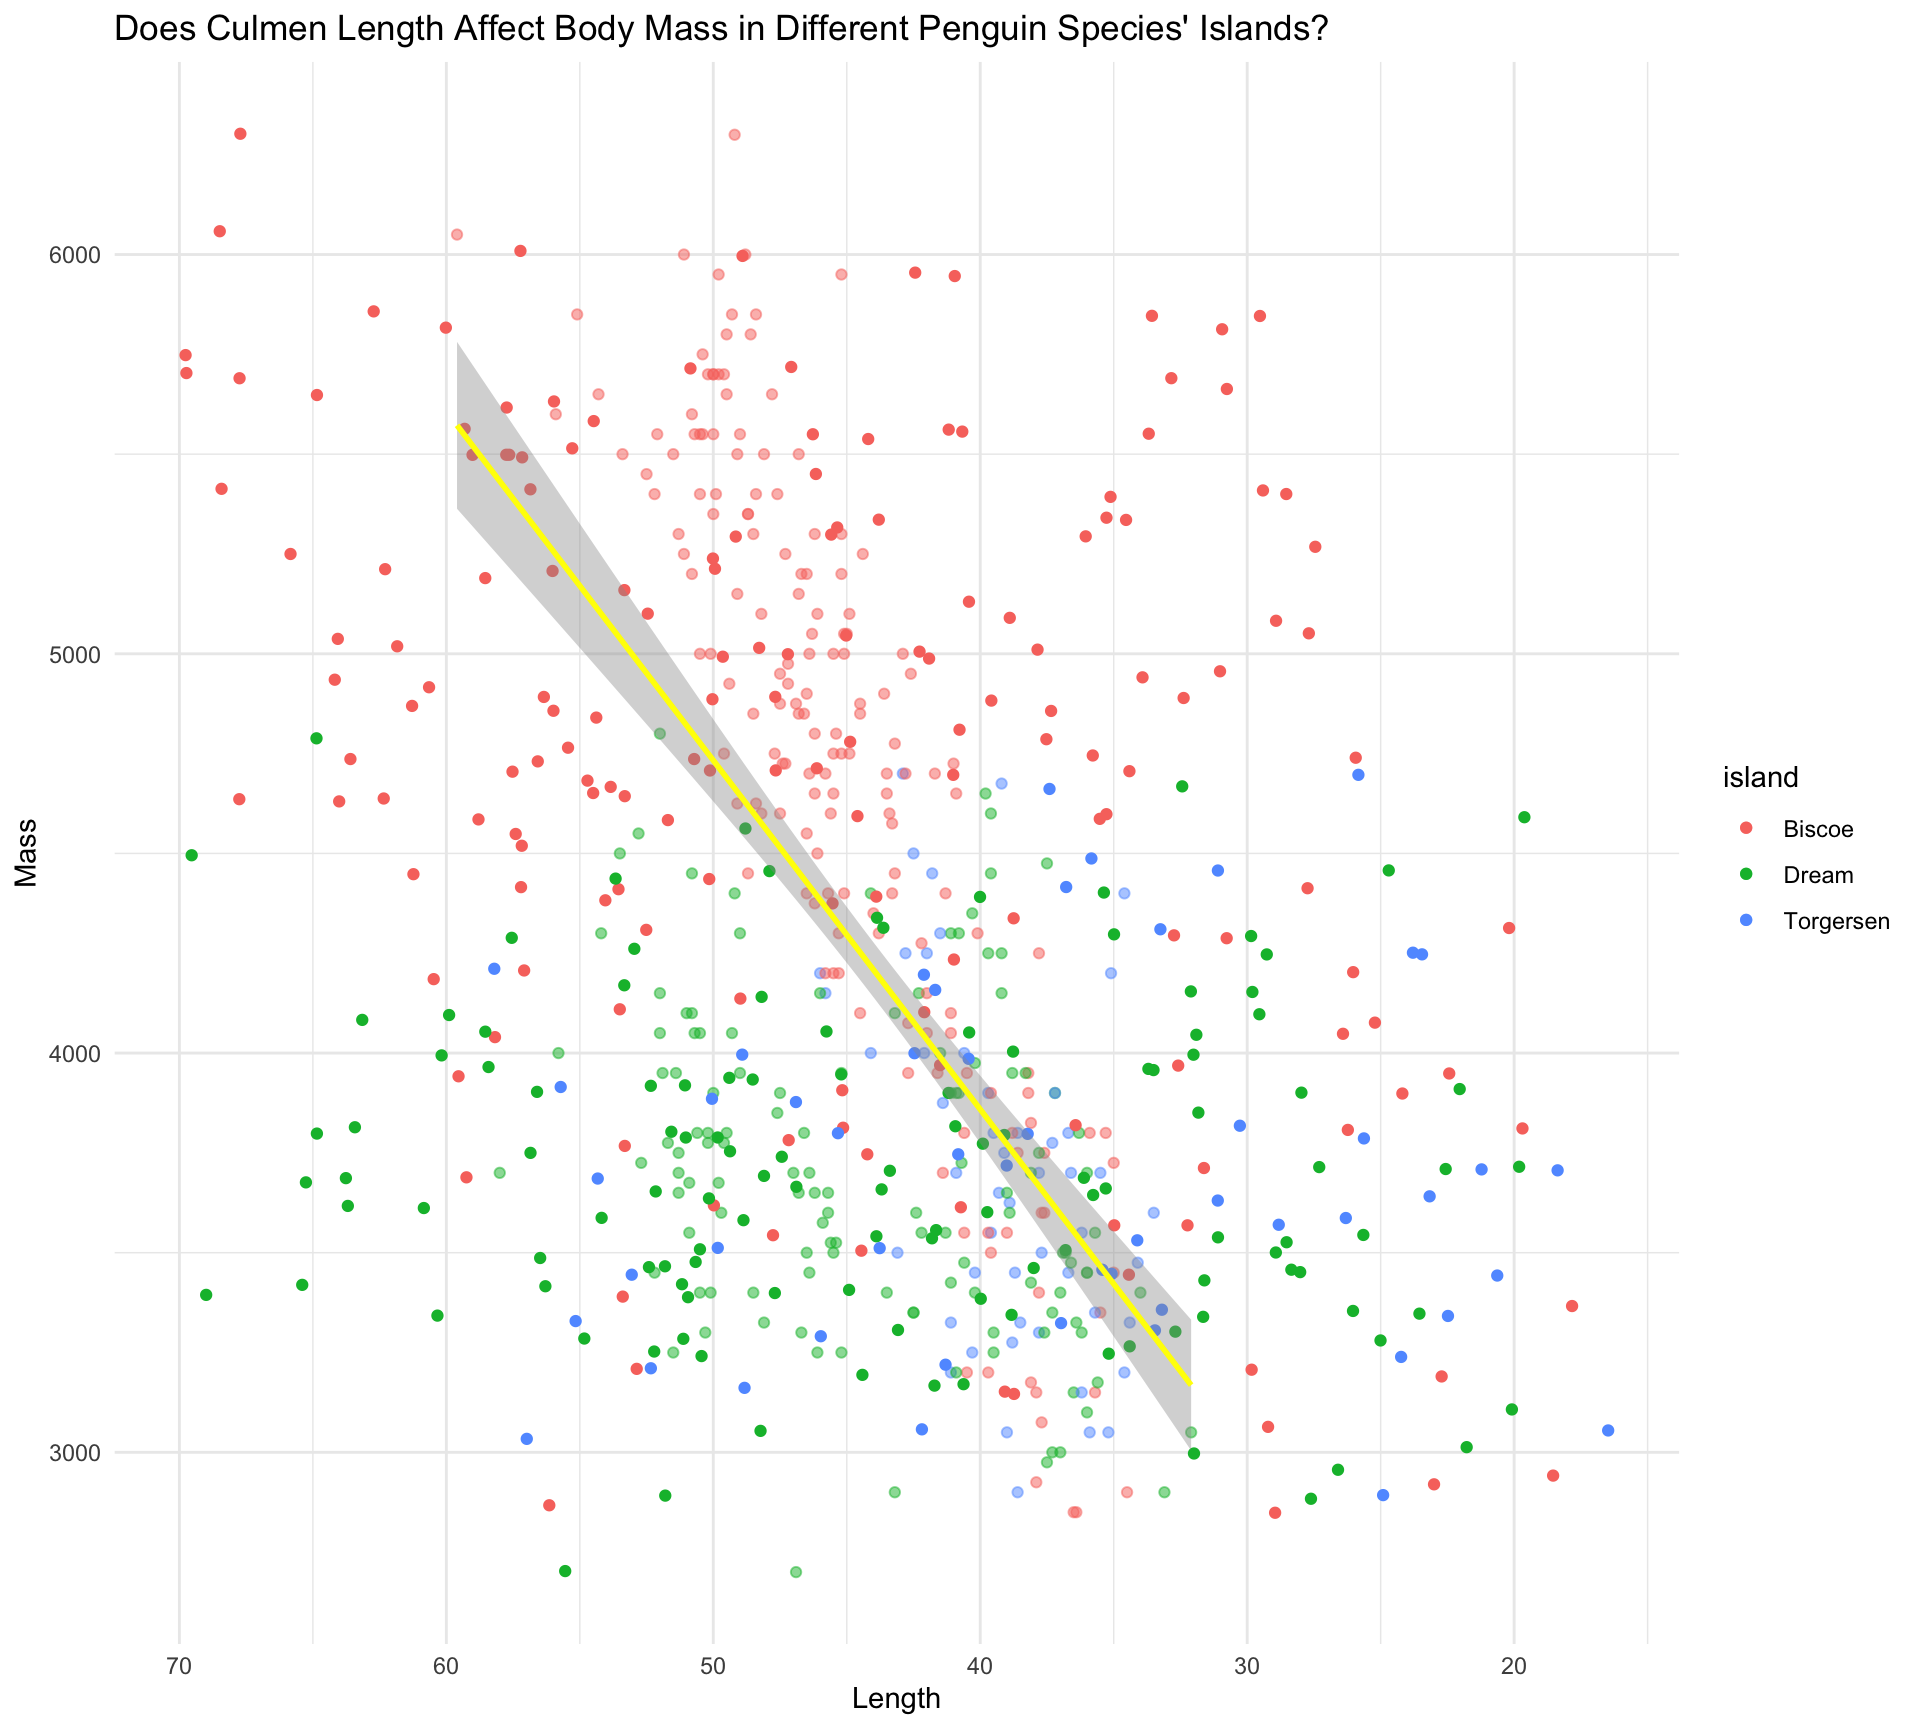 Does Culmen Length Affect Body Mass in Different Penguin Species' Islands?
6000
5000
4000
3000
Mass
70 60 50 40 30 20
Length
island
Biscoe
Dream
Torgersen